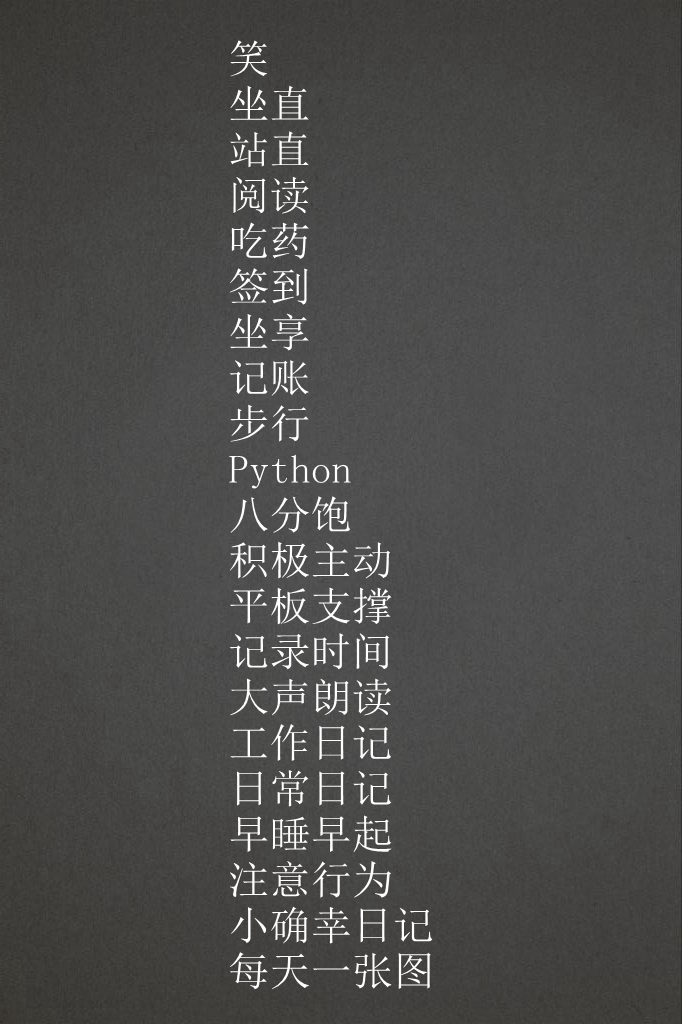 笑
坐直
站直
阅读
吃药
签到
坐享
记账
步行
Python
八分饱
积极主动
平板支撑
记录时间
大声朗读
工作日记
日常日记
早睡早起
注意行为
小确幸日记
每天一张图